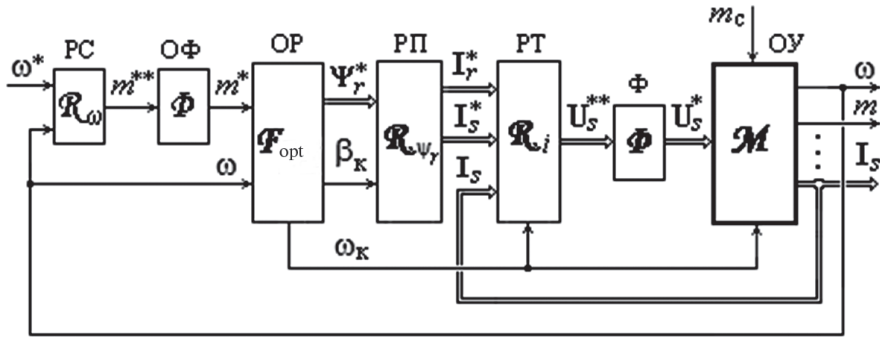 m_c
РС ОФ ОР РП РТ Ф ОУ
ω* m** m* Ψ_r* I_r* I_s* U_s** U_s* ω
ℛ_ω Φ ℱ_opt ℛ_ψr ℛ_i Φ ℳ m
ω β_к I_s I_s
ω_к